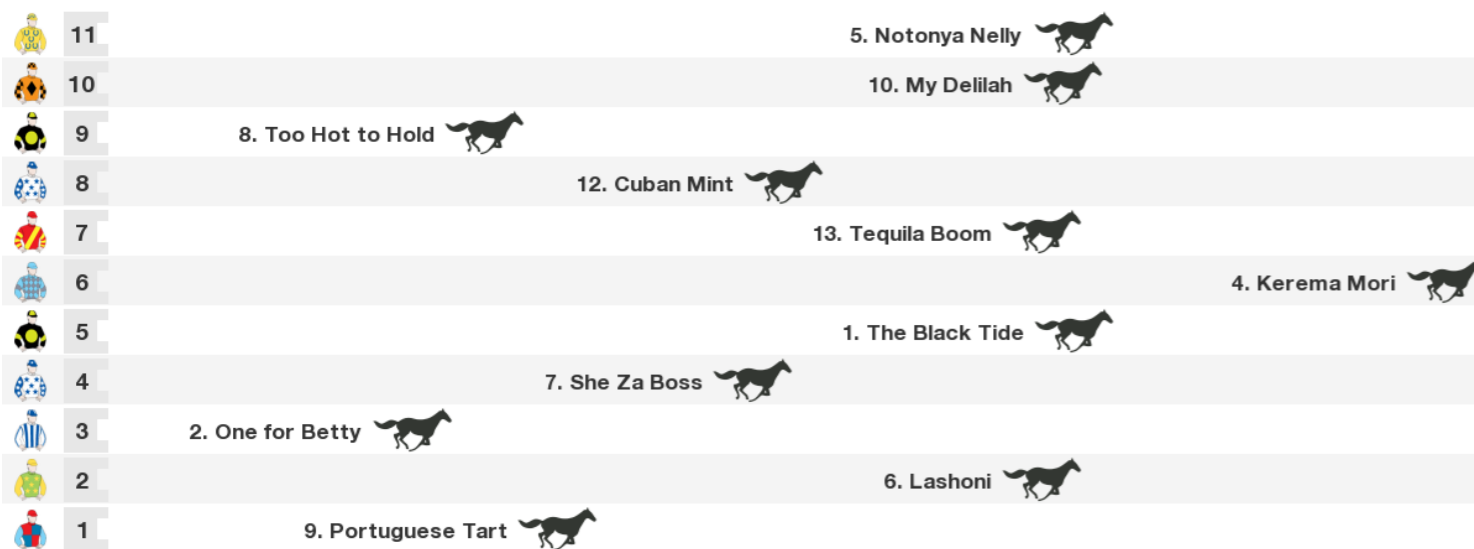 11 5. Notonya Nelly
10 10. My Delilah
9 8. Too Hot to Hold
8 12. Cuban Mint
7 13. Tequila Boom
6 4. Kerema Mori
5 1. The Black Tide
4 7. She Za Boss
3 2. One for Betty
2 6. Lashoni
1 9. Portuguese Tart